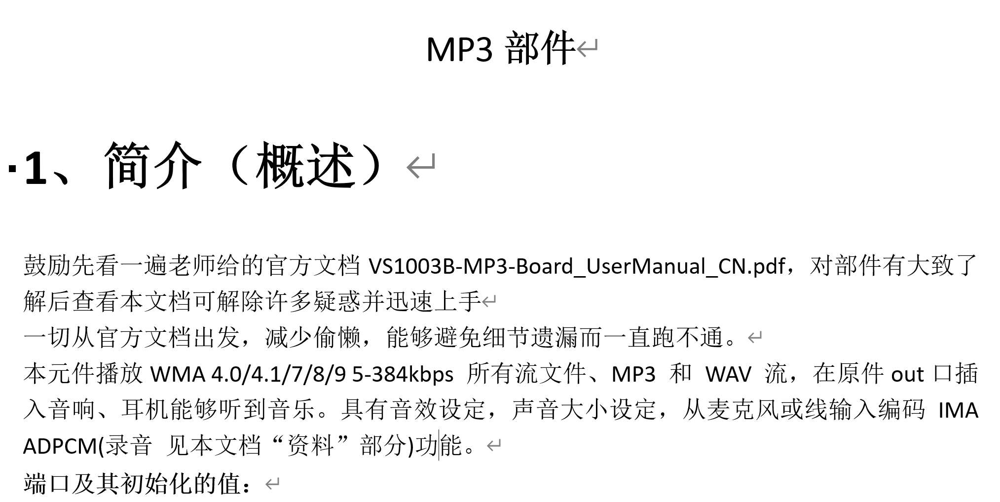 MP3 部件
1、简介（概述）
鼓励先看一遍老师给的官方文档 VS1003B-MP3-Board_UserManual_CN.pdf，对部件有大致了
解后查看本文档可解除许多疑惑并迅速上手
一切从官方文档出发，减少偷懒，能够避免细节遗漏而一直跑不通。
本元件播放 WMA 4.0/4.1/7/8/9 5-384kbps 所有流文件、MP3 和 WAV 流，在原件 out 口插
入音响、耳机能够听到音乐。具有音效设定，声音大小设定，从麦克风或线输入编码 IMA
ADPCM(录音 见本文档“资料”部分)功能。
端口及其初始化的值：